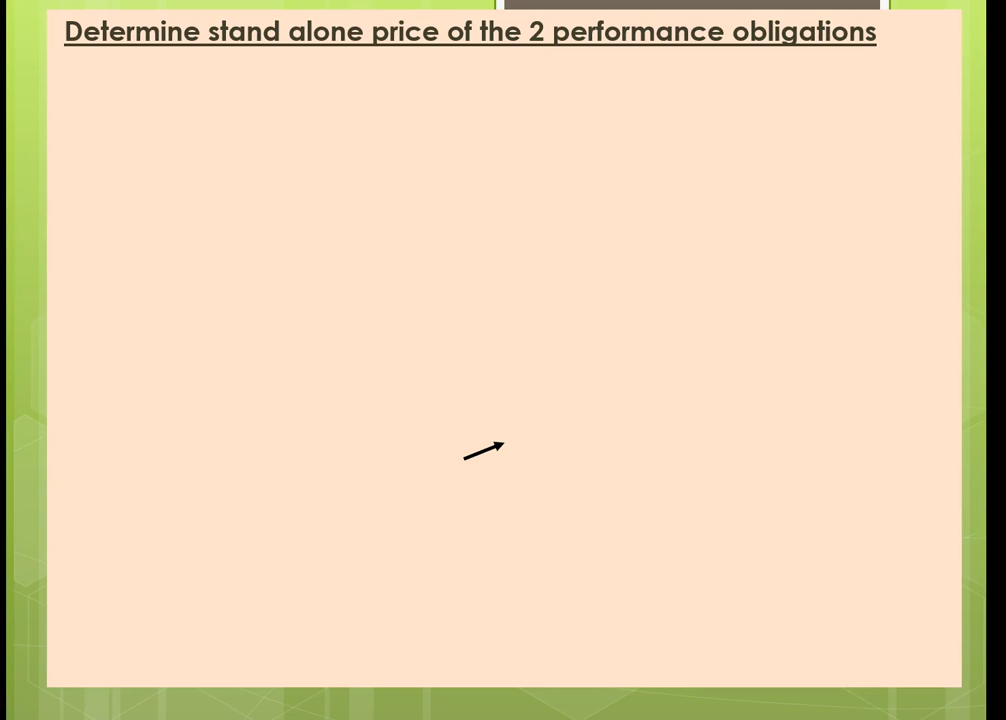 Determine stand alone price of the 2 performance obligations